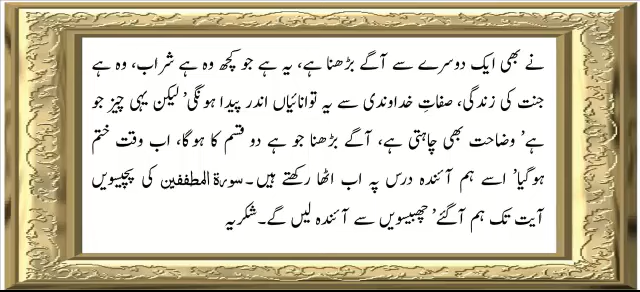 نے بھی ایک دوسرے سے آگے بڑھنا ہے، یہ ہے جو کچھ وہ ہے شراب، وہ ہے
جنت کی زندگی، صفاتِ خداوندی سے یہ توانائیاں اندر پیدا ہونگی' لیکن یہی چیز جو
ہے' وضاحت بھی چاہتی ہے، آگے بڑھنا جو ہے دو قسم کا ہوگا، اب وقت ختم
ہوگیا' اسے ہم آئندہ درس پہ اب اٹھا رکھتے ہیں۔ سورۃ المطففین کی پچیسویں
آیت تک ہم آگئے' چھبیسویں سے آئندہ لیں گے۔ شکریہ